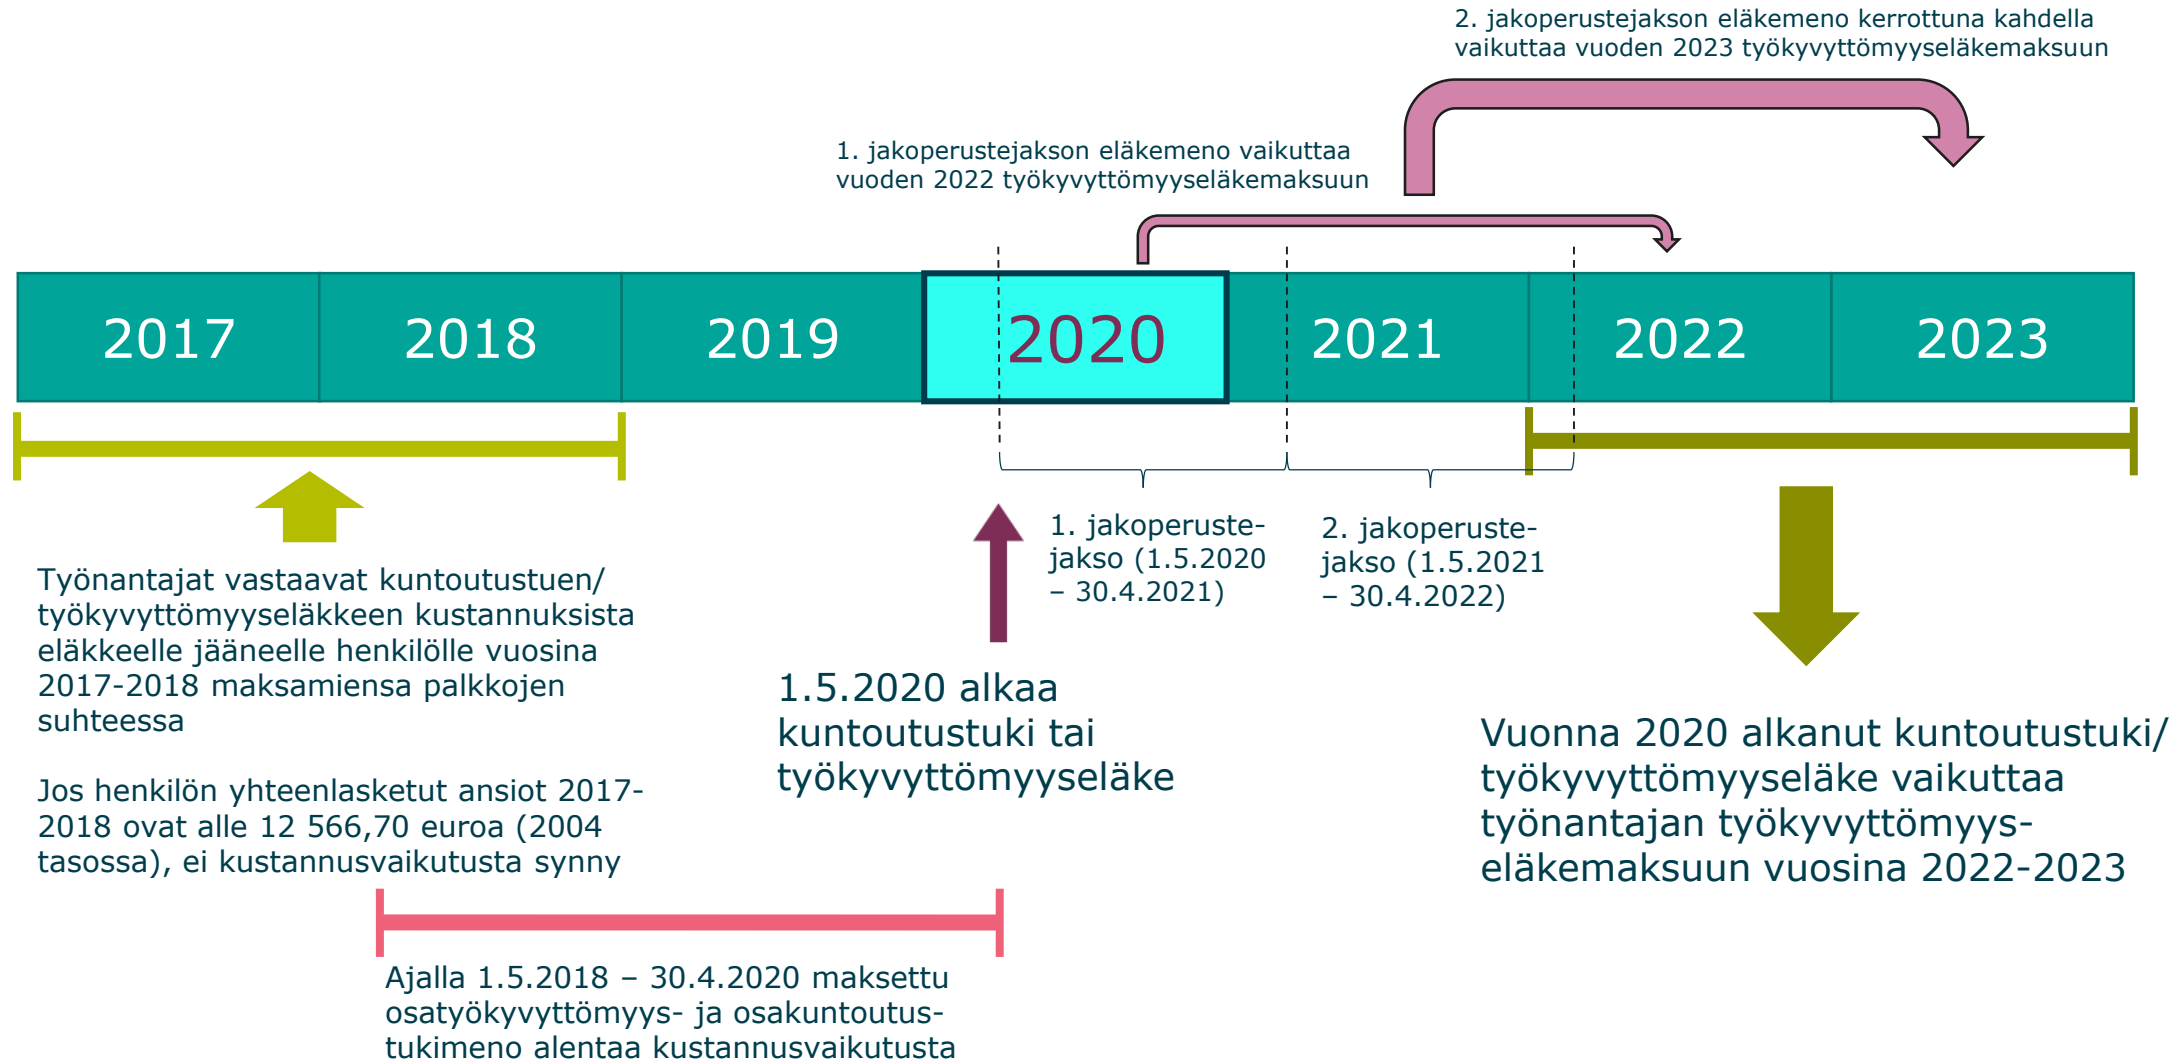 2. jakoperustejakson eläkemeno kerrottuna kahdella
vaikuttaa vuoden 2023 työkyvyttömyyseläkemaksuun
1. jakoperustejakson eläkemeno vaikuttaa
vuoden 2022 työkyvyttömyyseläkemaksuun
2017
2018
2019
2020
2021
2022
2023
Työnantajat vastaavat kuntoutustuen/
työkyvyttömyyseläkkeen kustannuksista
eläkkeelle jääneelle henkilölle vuosina
2017-2018 maksamiensa palkkojen
suhteessa
Jos henkilön yhteenlasketut ansiot 2017-
2018 ovat alle 12 566,70 euroa (2004
tasossa), ei kustannusvaikutusta synny
1. jakoperuste-
jakso (1.5.2020
– 30.4.2021)
2. jakoperuste-
jakso (1.5.2021
– 30.4.2022)
1.5.2020 alkaa
kuntoutustuki tai
työkyvyttömyyseläke
Vuonna 2020 alkanut kuntoutustuki/
työkyvyttömyyseläke vaikuttaa
työnantajan työkyvyttömyys-
eläkemaksuun vuosina 2022-2023
Ajalla 1.5.2018 – 30.4.2020 maksettu
osatyökyvyttömyys- ja osakuntoutus-
tukimeno alentaa kustannusvaikutusta